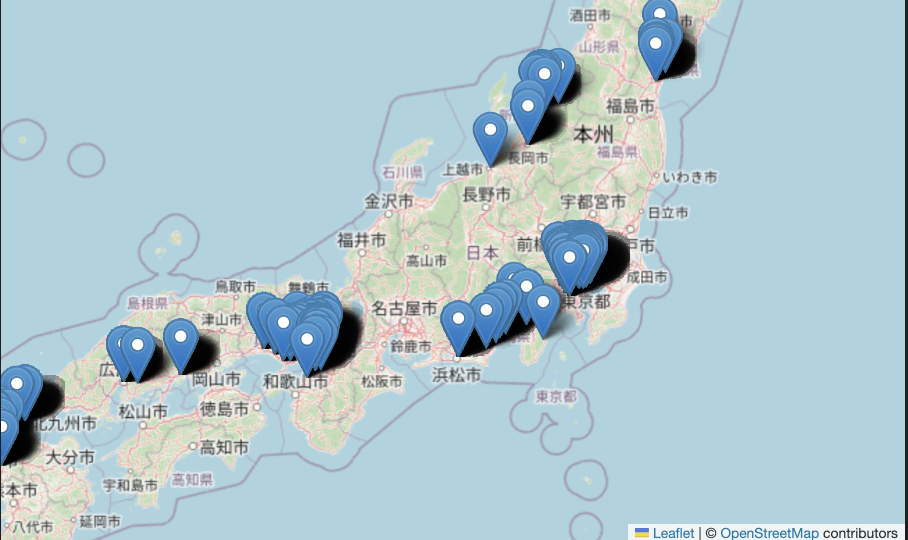 酒田市
山形県
福島市
本州
福島県
長岡市
上越市
石川県
いわき市
長野市
宇都宮市
金沢市
日立市
福井市
日本
高山市
成田市
鳥取市
舞鶴市
島根県
津山市
名古屋市
東京都
鈴鹿市
浜松市
岡山市
和歌山市
松阪市
東京都
松山市
徳島市
北九州市
高知市
大分市
高知県
宇和島市
延岡市
八代市
Leaflet | © OpenStreetMap contributors